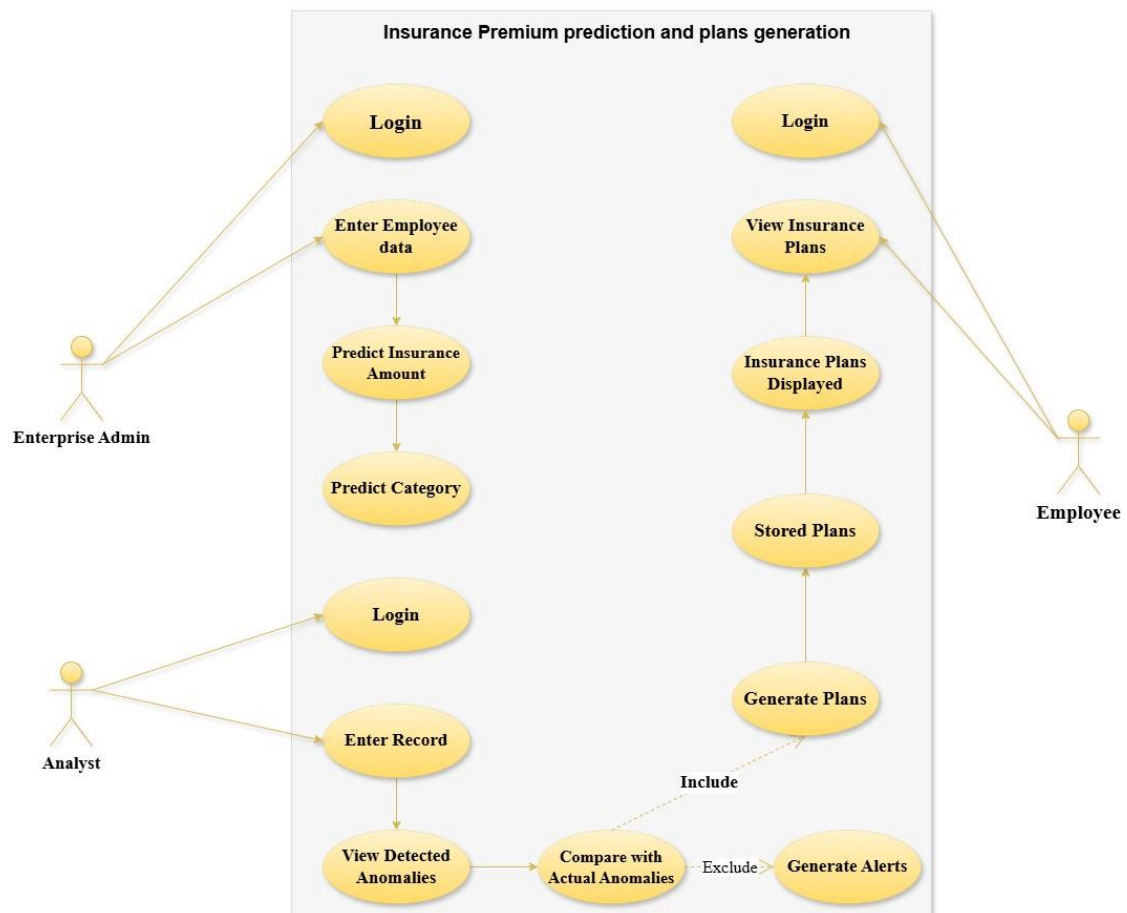 Insurance Premium prediction and plans generation
Login
Login
Enter Employee
data
View Insurance
Plans
Predict Insurance
Amount
Insurance Plans
Displayed
Enterprise Admin
Predict Category
Employee
Stored Plans
Login
Generate Plans
Analyst
Enter Record
Include
View Detected
Anomalies
Compare with
Actual Anomalies
Exclude
Generate Alerts